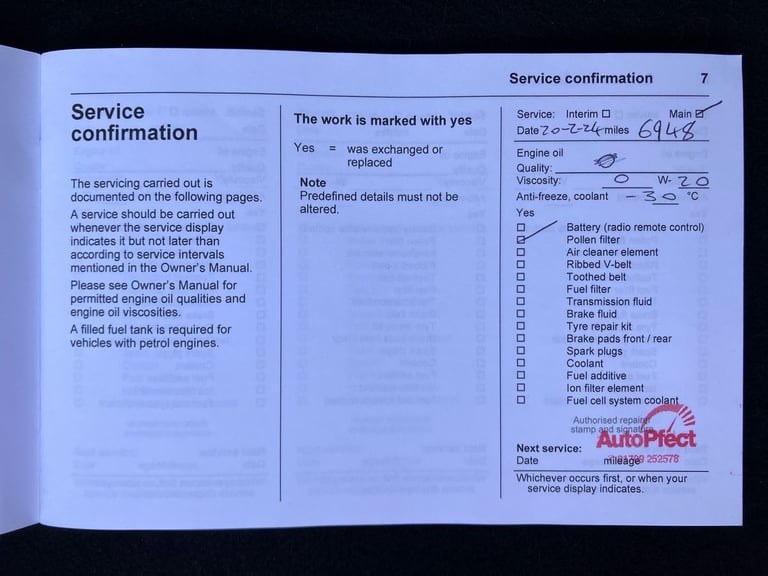 Service confirmation 7
Service
confirmation
The servicing carried out is
documented on the following pages.
A service should be carried out
whenever the service display
indicates it but not later than
according to service intervals
mentioned in the Owner's Manual.
Please see Owner's Manual for
permitted engine oil qualities and
engine oil viscosities.
A filled fuel tank is required for
vehicles with petrol engines.
The work is marked with yes
Yes = was exchanged or
replaced
Note
Predefined details must not be
altered.
Service: Interim Main
Date 20-2-24 miles 6948
Engine oil
Quality:
Viscosity: 0 W- 20
Anti-freeze, coolant -30 °C
Yes
Battery (radio remote control)
Pollen filter
Air cleaner element
Ribbed V-belt
Toothed belt
Fuel filter
Transmission fluid
Brake fluid
Tyre repair kit
Brake pads front / rear
Spark plugs
Coolant
Fuel additive
Ion filter element
Fuel cell system coolant
Authorised repairer
stamp and signature
AutoPfect
Next service:
Date mileage 252578
Whichever occurs first, or when your
service display indicates.